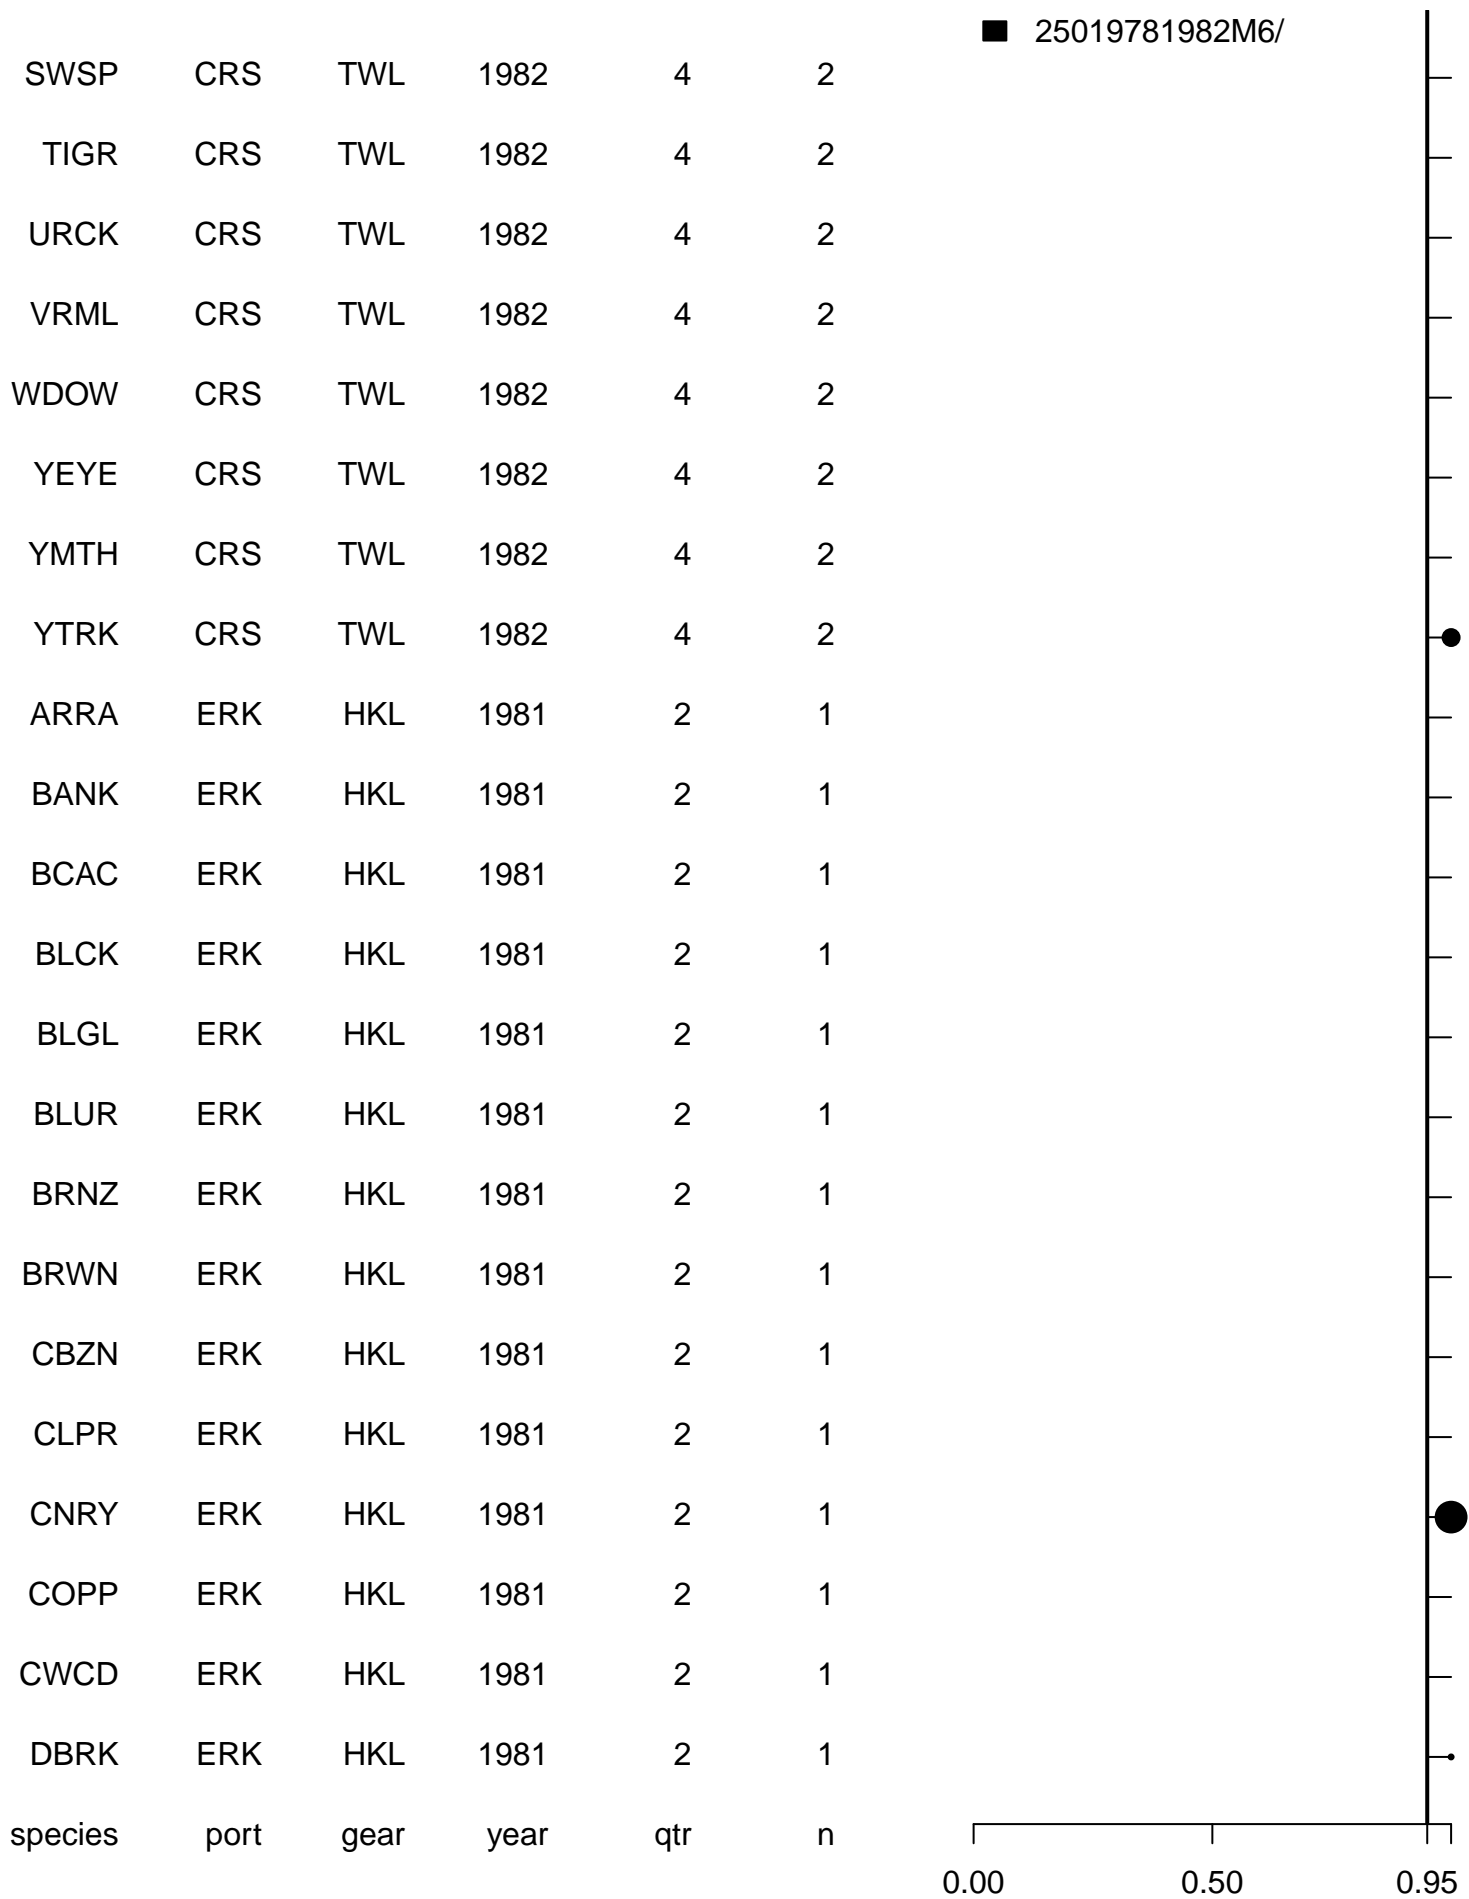 25019781982M6/
SWSP CRS TWL 1982 4 2
TIGR CRS TWL 1982 4 2
URCK CRS TWL 1982 4 2
VRML CRS TWL 1982 4 2
WDOW CRS TWL 1982 4 2
YEYE CRS TWL 1982 4 2
YMTH CRS TWL 1982 4 2
YTRK CRS TWL 1982 4 2
ARRA ERK HKL 1981 2 1
BANK ERK HKL 1981 2 1
BCAC ERK HKL 1981 2 1
BLCK ERK HKL 1981 2 1
BLGL ERK HKL 1981 2 1
BLUR ERK HKL 1981 2 1
BRNZ ERK HKL 1981 2 1
BRWN ERK HKL 1981 2 1
CBZN ERK HKL 1981 2 1
CLPR ERK HKL 1981 2 1
CNRY ERK HKL 1981 2 1
COPP ERK HKL 1981 2 1
CWCD ERK HKL 1981 2 1
DBRK ERK HKL 1981 2 1
species port gear year qtr n
0.00 0.50 0.95